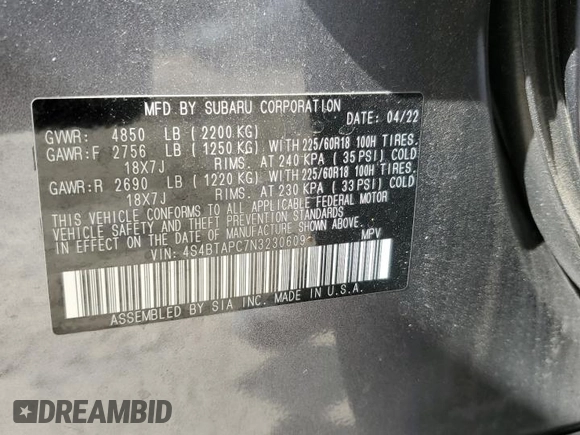 MFD BY SUBARU CORPORATION
DATE: 04/22
GVWR: 4850 LB ( 2200 KG)
GAWR:F 2756 LB ( 1250 KG) WITH 225/60R18 100H TIRES.
18X7J RIMS. AT 240 KPA ( 35 PSI) COLD
GAWR:R 2690 LB ( 1220 KG) WITH 225/60R18 100H TIRES.
18X7J RIMS. AT 230 KPA ( 33 PSI) COLD
THIS VEHICLE CONFORMS TO ALL APPLICABLE FEDERAL MOTOR
VEHICLE SAFETY AND THEFT PREVENTION STANDARDS
IN EFFECT ON THE DATE OF MANUFACTURE SHOWN ABOVE.
VIN: 4S4BTAPC7N3230609 MPV
ASSEMBLED BY SIA INC. MADE IN U.S.A.
DREAMBID